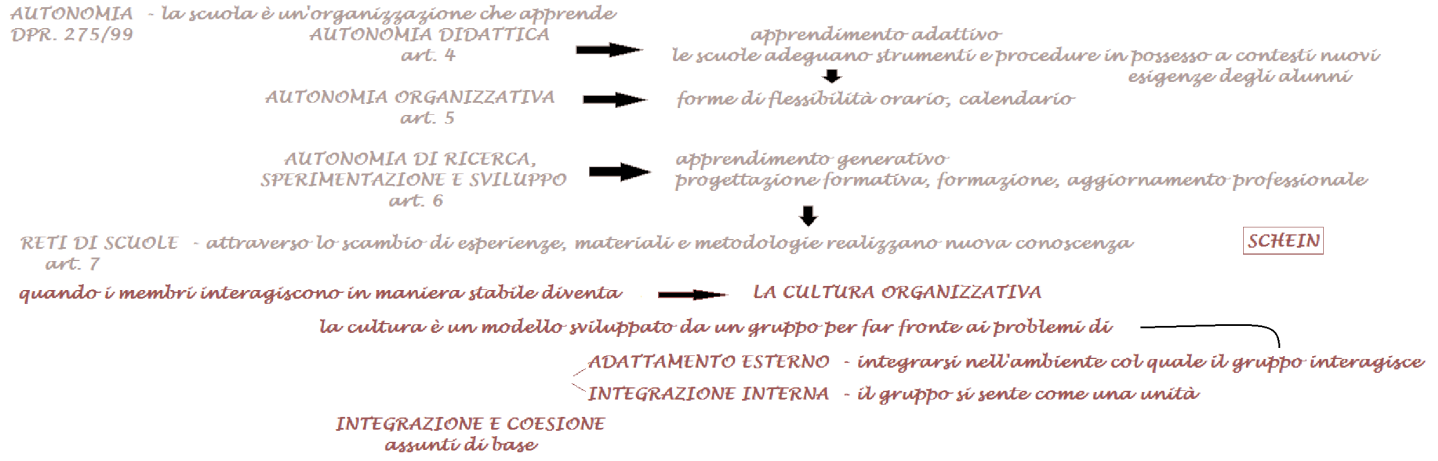 AUTONOMIA - la scuola è un'organizzazione che apprende
DPR. 275/99
AUTONOMIA DIDATTICA
art. 4
apprendimento adattivo
le scuole adeguano strumenti e procedure in possesso a contesti nuovi
esigenze degli alunni
AUTONOMIA ORGANIZZATIVA
art. 5
forme di flessibilità orario, calendario
AUTONOMIA DI RICERCA,
SPERIMENTAZIONE E SVILUPPO
art. 6
apprendimento generativo
progettazione formativa, formazione, aggiornamento professionale
RETI DI SCUOLE - attraverso lo scambio di esperienze, materiali e metodologie realizzano nuova conoscenza
art. 7
SCHEIN
quando i membri interagiscono in maniera stabile diventa
LA CULTURA ORGANIZZATIVA
la cultura è un modello sviluppato da un gruppo per far fronte ai problemi di
ADATTAMENTO ESTERNO - integrarsi nell'ambiente col quale il gruppo interagisce
INTEGRAZIONE INTERNA - il gruppo si sente come una unità
INTEGRAZIONE E COESIONE
assunti di base